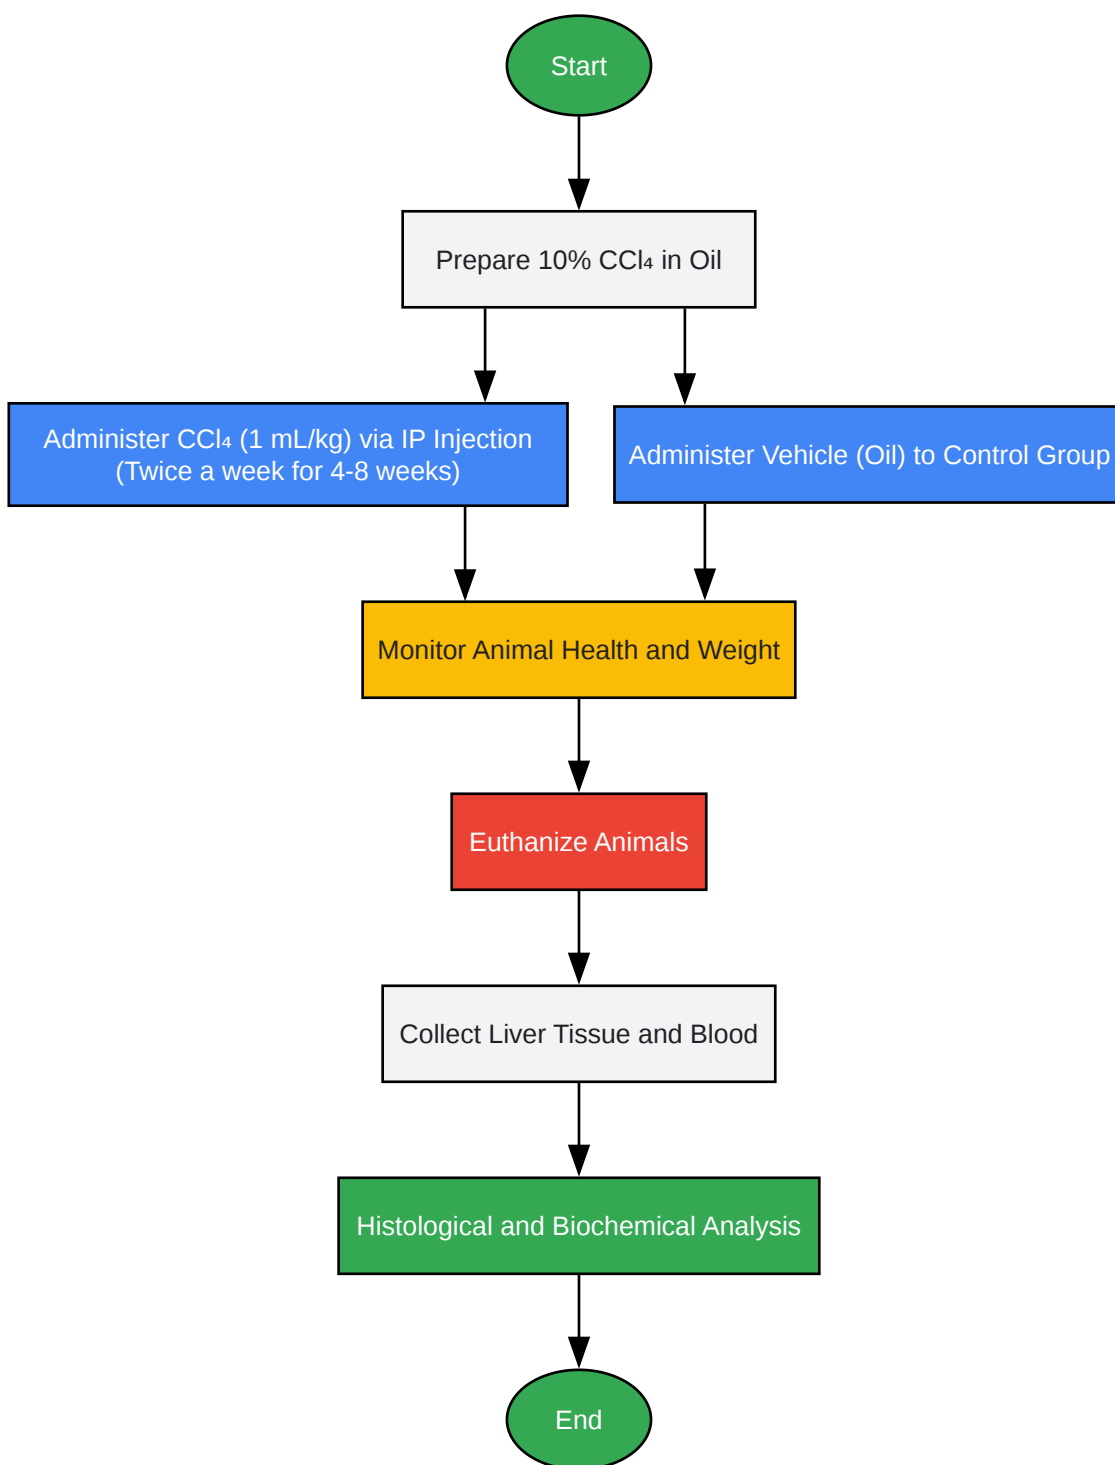 Start
Prepare 10% CCl₄ in Oil
Administer CCl₄ (1 mL/kg) via IP Injection
(Twice a week for 4-8 weeks)
Administer Vehicle (Oil) to Control Group
Monitor Animal Health and Weight
Euthanize Animals
Collect Liver Tissue and Blood
Histological and Biochemical Analysis
End